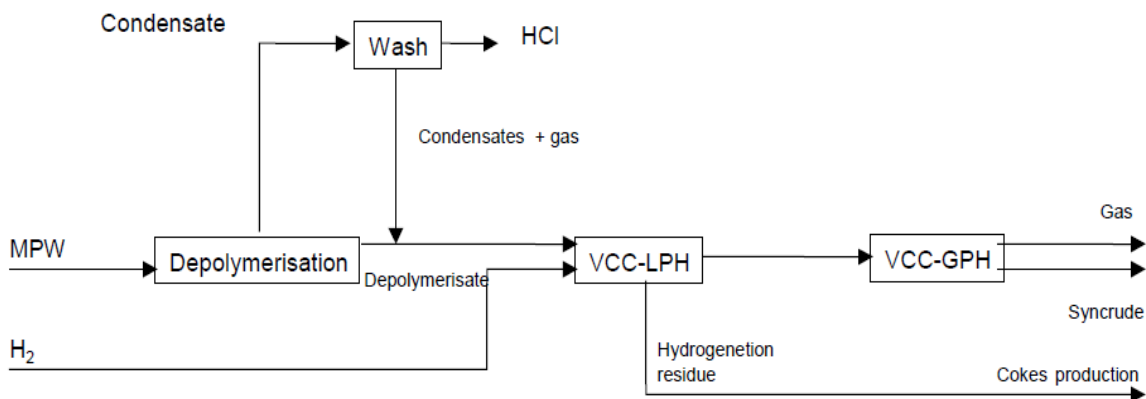 Condensate
Wash
HCl
Condensates + gas
MPW
Depolymerisation
Depolymerisate
VCC-LPH
VCC-GPH
Gas
Syncrude
H₂
Hydrogenetion
residue
Cokes production